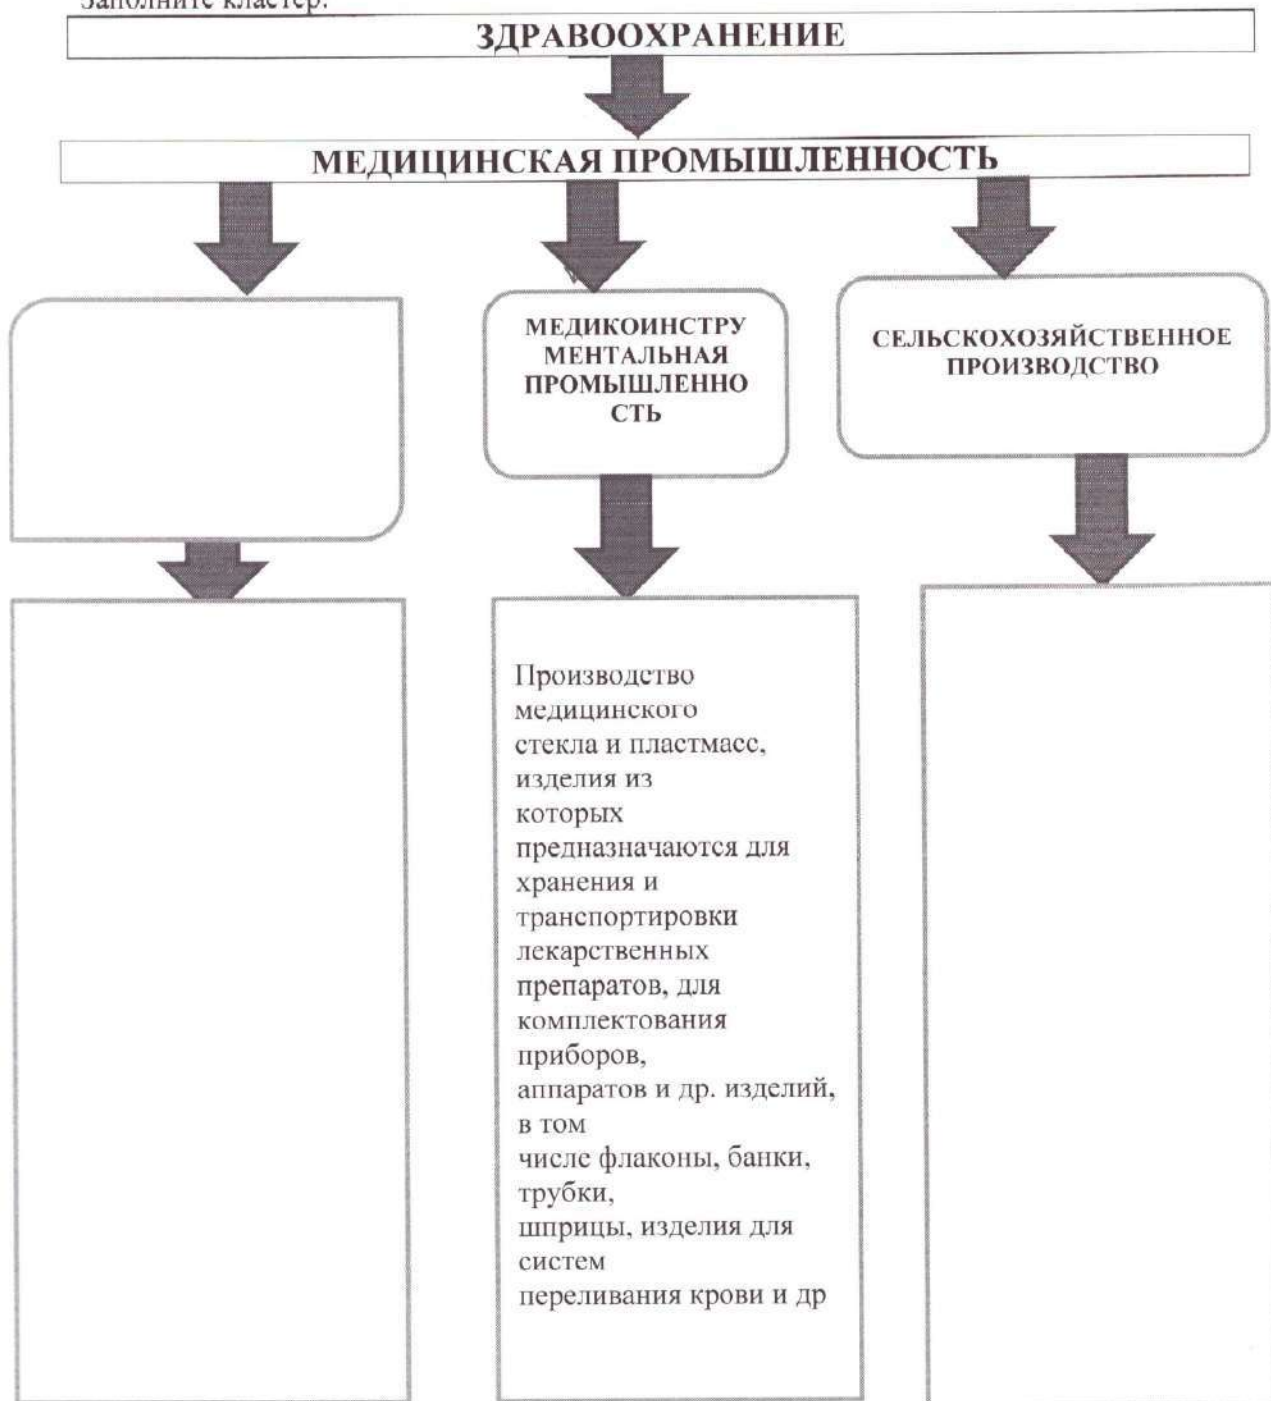 Заполните кластер:
ЗДРАВООХРАНЕНИЕ
МЕДИЦИНСКАЯ ПРОМЫШЛЕННОСТЬ
МЕДИКОИНСТРУ
МЕНТАЛЬНАЯ
ПРОМЫШЛЕННО
СТЬ
СЕЛЬСКОХОЗЯЙСТВЕННОЕ
ПРОИЗВОДСТВО
Производство
медицинского
стекла и пластмасс,
изделия из
которых
предназначаются для
хранения и
транспортировки
лекарственных
препаратов, для
комплектования
приборов,
аппаратов и др. изделий,
в том
числе флаконы, банки,
трубки,
шприцы, изделия для
систем
переливания крови и др